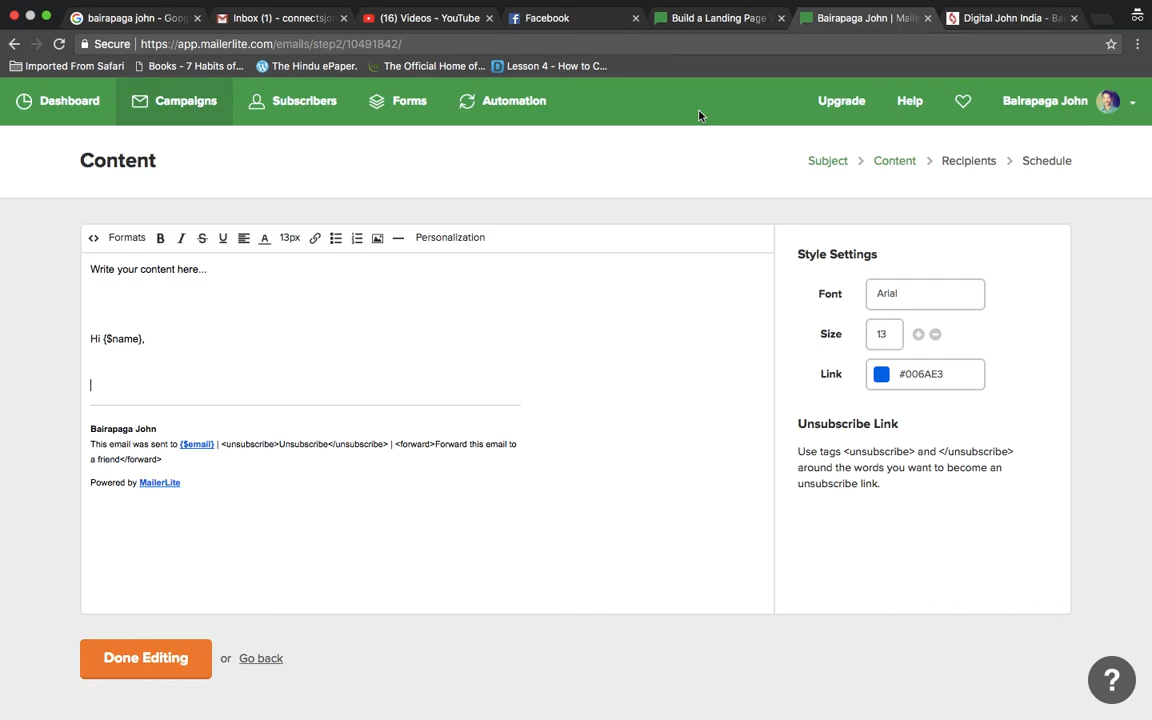 bairapaga john - Goo
Inbox (1) - connectsjo
(16) Videos - YouTube
Facebook
Build a Landing Page
Bairapaga John | Maile
Digital John India - Ba
Secure | https://app.mailerlite.com/emails/step2/10491842/
Imported From Safari
Books - 7 Habits of...
The Hindu ePaper.
The Official Home of...
Lesson 4 - How to C...
Dashboard
Campaigns
Subscribers
Forms
Automation
Upgrade
Help
Bairapaga John
Content
Subject > Content > Recipients > Schedule
Formats B I S U A 13px Personalization
Write your content here...
Hi {$name},
Bairapaga John
This email was sent to {$email} | <unsubscribe>Unsubscribe</unsubscribe> | <forward>Forward this email to
a friend</forward>
Powered by MailerLite
Style Settings
Font Arial
Size 13
Link #006AE3
Unsubscribe Link
Use tags <unsubscribe> and </unsubscribe>
around the words you want to become an
unsubscribe link.
Done Editing or Go back
?